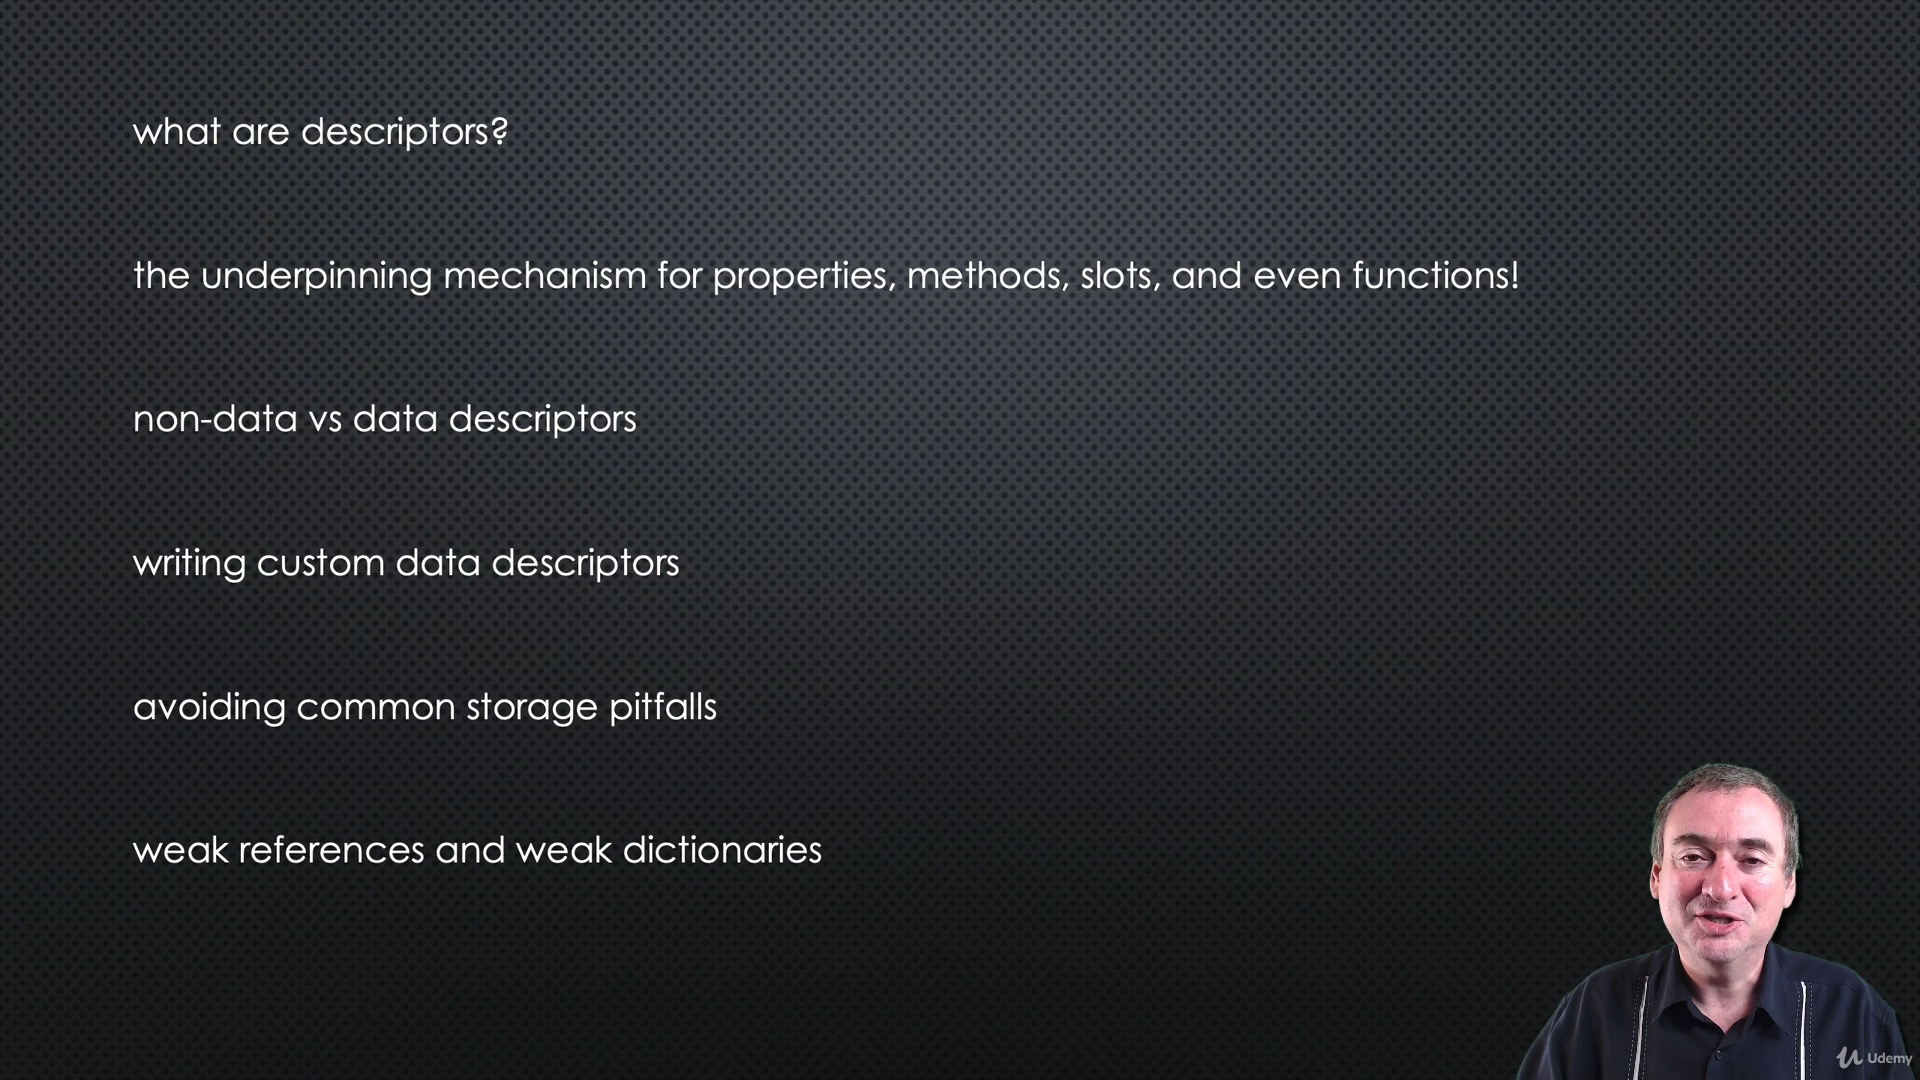 what are descriptors?
the underpinning mechanism for properties, methods, slots, and even functions!
non-data vs data descriptors
writing custom data descriptors
avoiding common storage pitfalls
weak references and weak dictionaries
Udemy